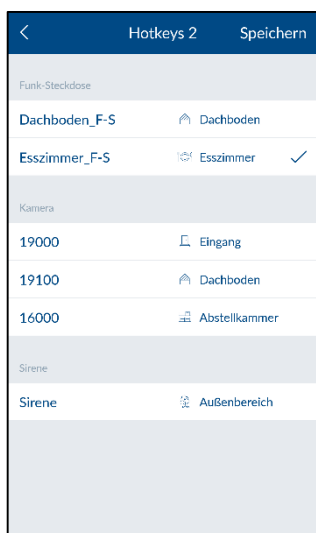 Hotkeys 2 Speichern
Funk-Steckdose
Dachboden_F-S Dachboden
Esszimmer_F-S Esszimmer
Kamera
19000 Eingang
19100 Dachboden
16000 Abstellkammer
Sirene
Sirene Außenbereich